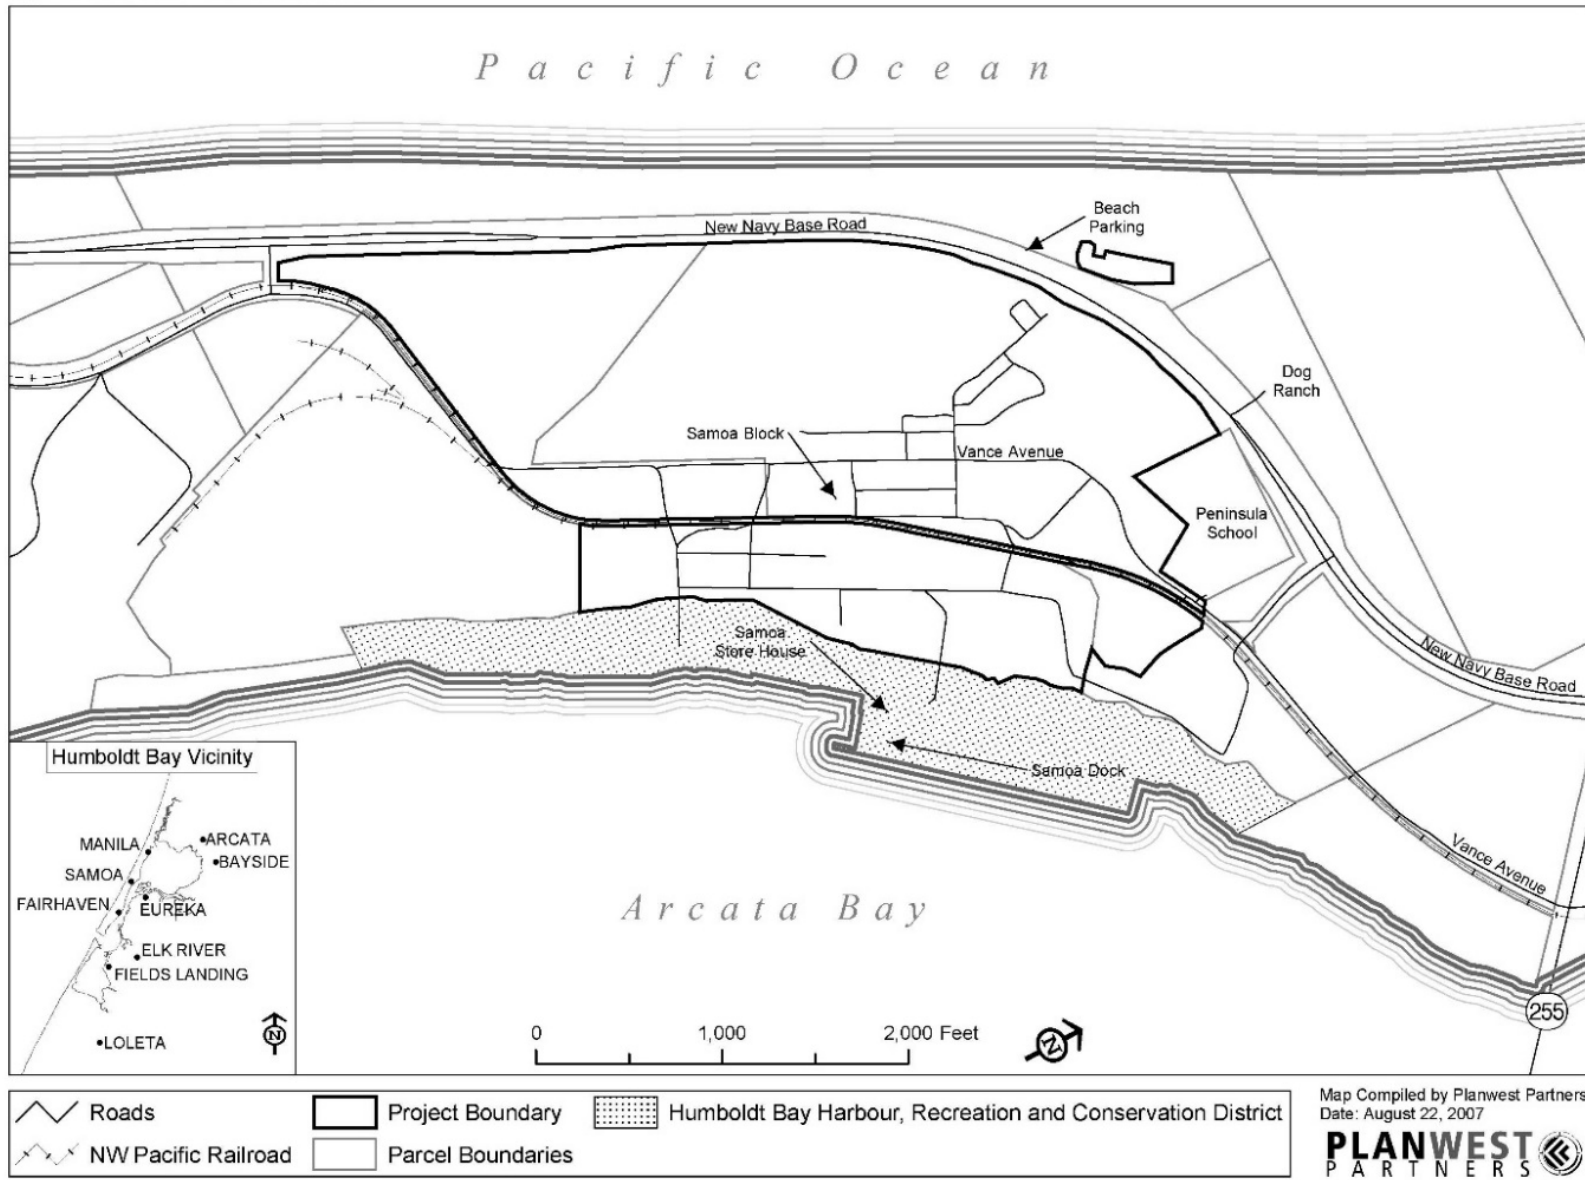 Pacific Ocean
Beach
Parking
New Navy Base Road
Dog
Ranch
Samoa Block
Vance Avenue
Peninsula
School
Samoa
Store House
New Navy Base Road
Samoa Dock
Vance Avenue
Arcata Bay
255
Humboldt Bay Vicinity
MANILA
ARCATA
BAYSIDE
SAMOA
FAIRHAVEN
EUREKA
ELK RIVER
FIELDS LANDING
LOLETA
N
0 1,000 2,000 Feet
N
Roads
Project Boundary
Humboldt Bay Harbour, Recreation and Conservation District
NW Pacific Railroad
Parcel Boundaries
Map Compiled by Planwest Partners
Date: August 22, 2007
PLANWEST
PARTNERS